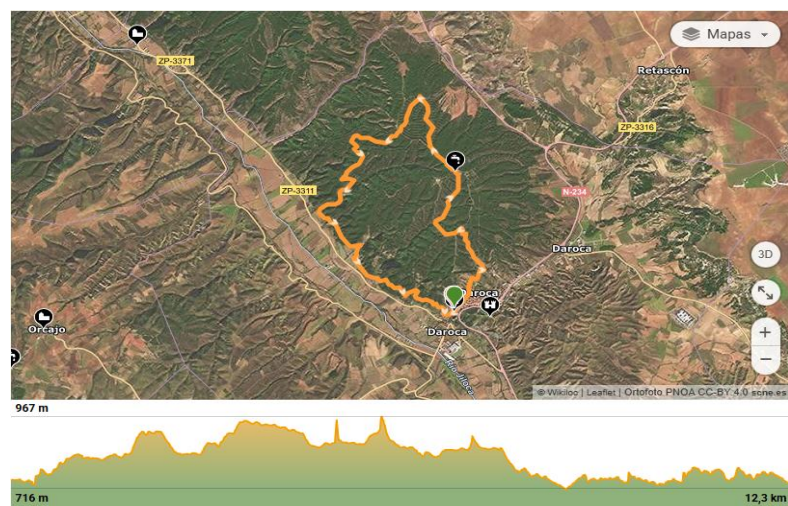 Mapas
ZP-3371
Retascón
ZP-3316
ZP-3311
N-234
Daroca
3D
Daroca
Orcajo
Daroca
+
−
© Wikiloc | Leaflet | Ortofoto PNOA CC-BY 4.0 scne.es
967 m
716 m
12,3 km